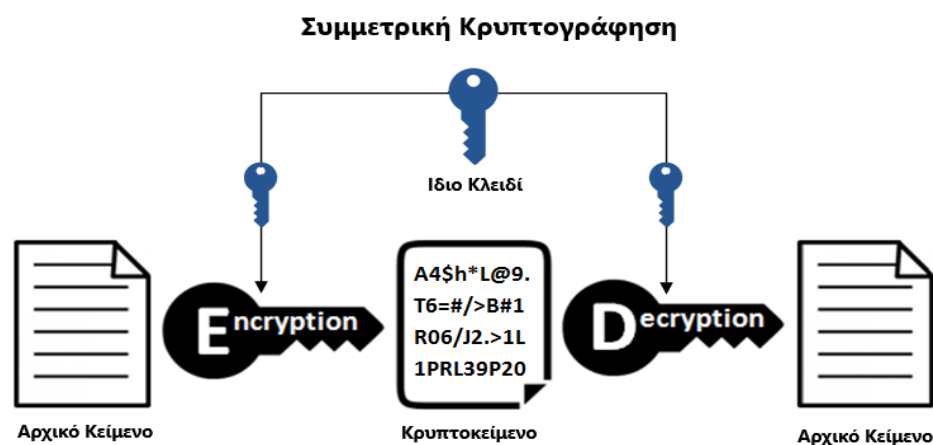 Συμμετρική Κρυπτογράφηση
Ιδιο Κλειδί
Encryption
A4$h*L@9.
T6=#/>B#1
R06/J2.>1L
1PRL39P20
Decryption
Αρχικό Κείμενο
Κρυπτοκείμενο
Αρχικό Κείμενο